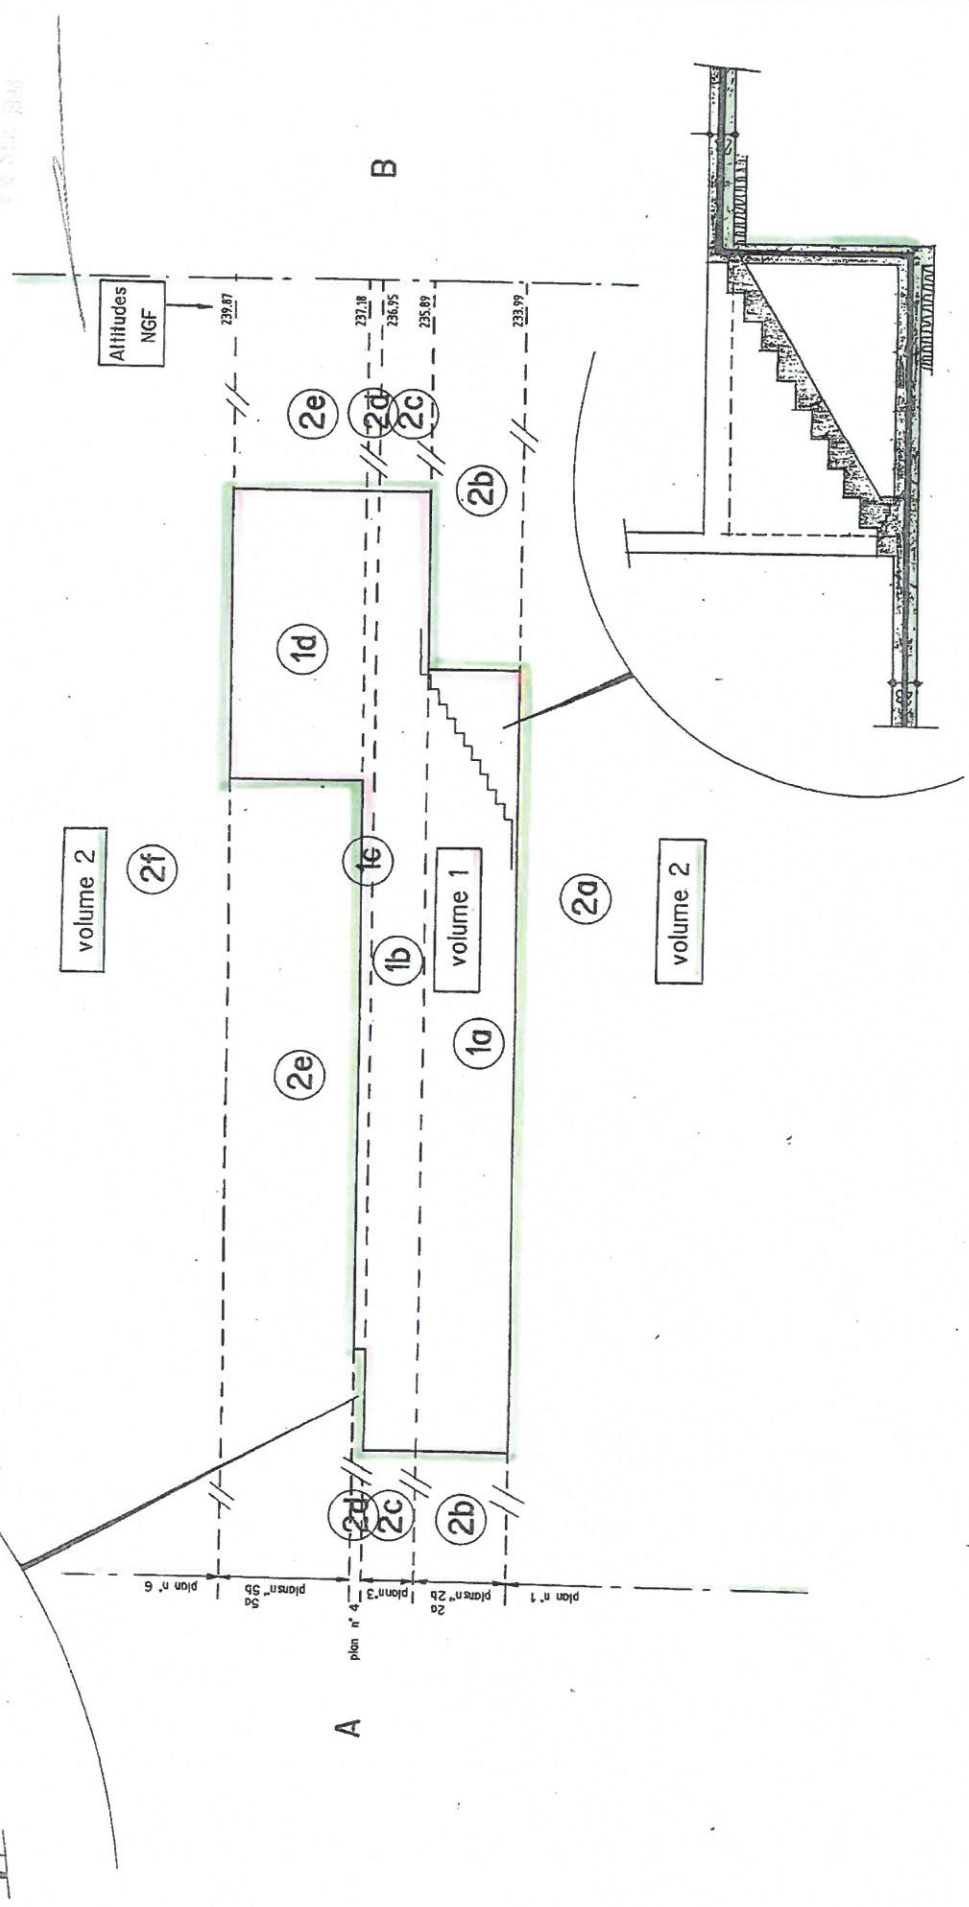 volume 2
2f
Altitudes
NGF
239.87
237.18
236.95
235.89
233.99
2e
1d
2e
2d
2c
2b
B
1c
1b
volume 1
1a
2d
2c
2b
2a
volume 2
plan n° 6
5a
plansn° 5b
plan n° 4
plan n°3
2a
plansn° 2b
plan n° 1
A